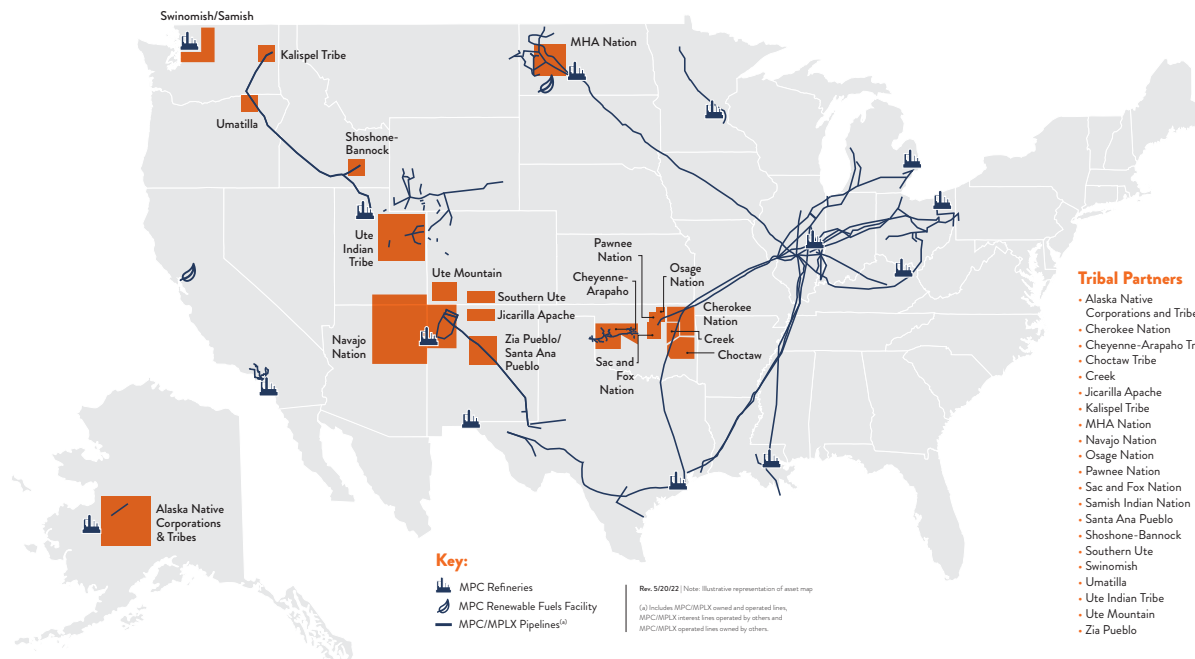 Swinomish/Samish
Kalispel Tribe
Umatilla
Shoshone-
Bannock
MHA Nation
Ute
Indian
Tribe
Ute Mountain
Southern Ute
Jicarilla Apache
Navajo
Nation
Zia Pueblo/
Santa Ana
Pueblo
Pawnee
Nation
Cheyenne-
Arapaho
Osage
Nation
Cherokee
Nation
Creek
Choctaw
Sac and
Fox
Nation
Alaska Native
Corporations
& Tribes
Key:
MPC Refineries
MPC Renewable Fuels Facility
MPC/MPLX Pipelines(a)
Rev. 5/20/22 | Note: Illustrative representation of asset map
(a) Includes MPC/MPLX owned and operated lines,
MPC/MPLX interest lines operated by others and
MPC/MPLX operated lines owned by others.
Tribal Partners
• Alaska Native
Corporations and Tribe
• Cherokee Nation
• Cheyenne-Arapaho Tr
• Choctaw Tribe
• Creek
• Jicarilla Apache
• Kalispel Tribe
• MHA Nation
• Navajo Nation
• Osage Nation
• Pawnee Nation
• Sac and Fox Nation
• Samish Indian Nation
• Santa Ana Pueblo
• Shoshone-Bannock
• Southern Ute
• Swinomish
• Umatilla
• Ute Indian Tribe
• Ute Mountain
• Zia Pueblo